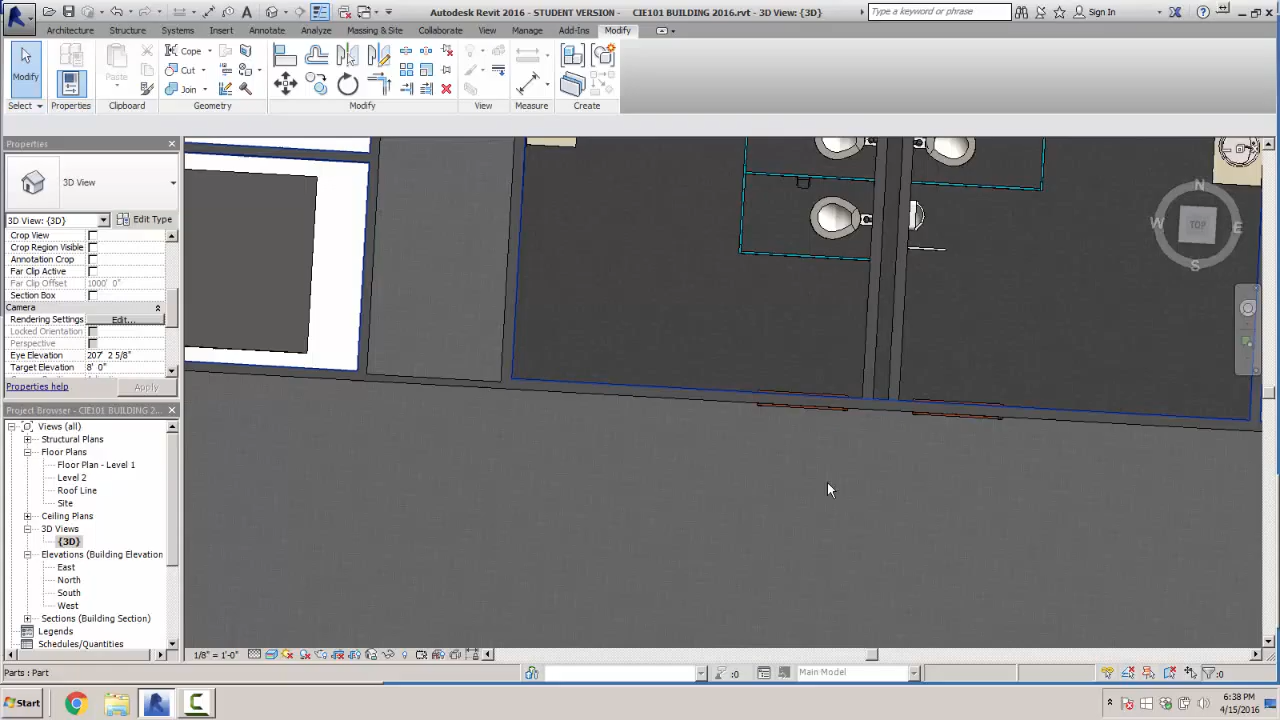 Autodesk Revit 2016 - STUDENT VERSION - CIE101 BUILDING 2016.rvt - 3D View: {3D}
Type a keyword or phrase
Sign In
Architecture Structure Systems Insert Annotate Analyze Massing & Site Collaborate View Manage Add-Ins Modify
Cope
Cut
Join
Modify
Paste
Select Properties Clipboard Geometry Modify View Measure Create
Properties
3D View
3D View: {3D}
Edit Type
Crop View
Crop Region Visible
Annotation Crop
Far Clip Active
Far Clip Offset 1000' 0"
Section Box
Camera
Rendering Settings Edit...
Locked Orientation
Perspective
Eye Elevation 207' 2 5/8"
Target Elevation 8' 0"
Properties help
Apply
Project Browser - CIE101 BUILDING 2...
Views (all)
Structural Plans
Floor Plans
Floor Plan - Level 1
Level 2
Roof Line
Site
Ceiling Plans
3D Views
{3D}
Elevations (Building Elevation
East
North
South
West
Sections (Building Section)
Legends
Schedules/Quantities
N
W TOP E
S
1/8" = 1'-0"
Parts : Part
:0
Main Model
:0
Start
6:38 PM
4/15/2016